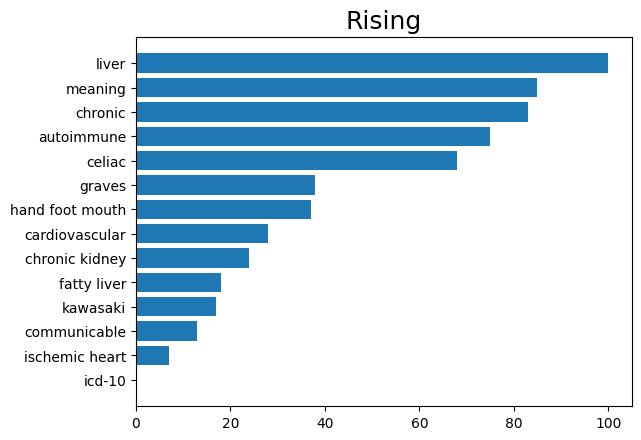 Rising
liver
meaning
chronic
autoimmune
celiac
graves
hand foot mouth
cardiovascular
chronic kidney
fatty liver
kawasaki
communicable
ischemic heart
icd-10
0 20 40 60 80 100